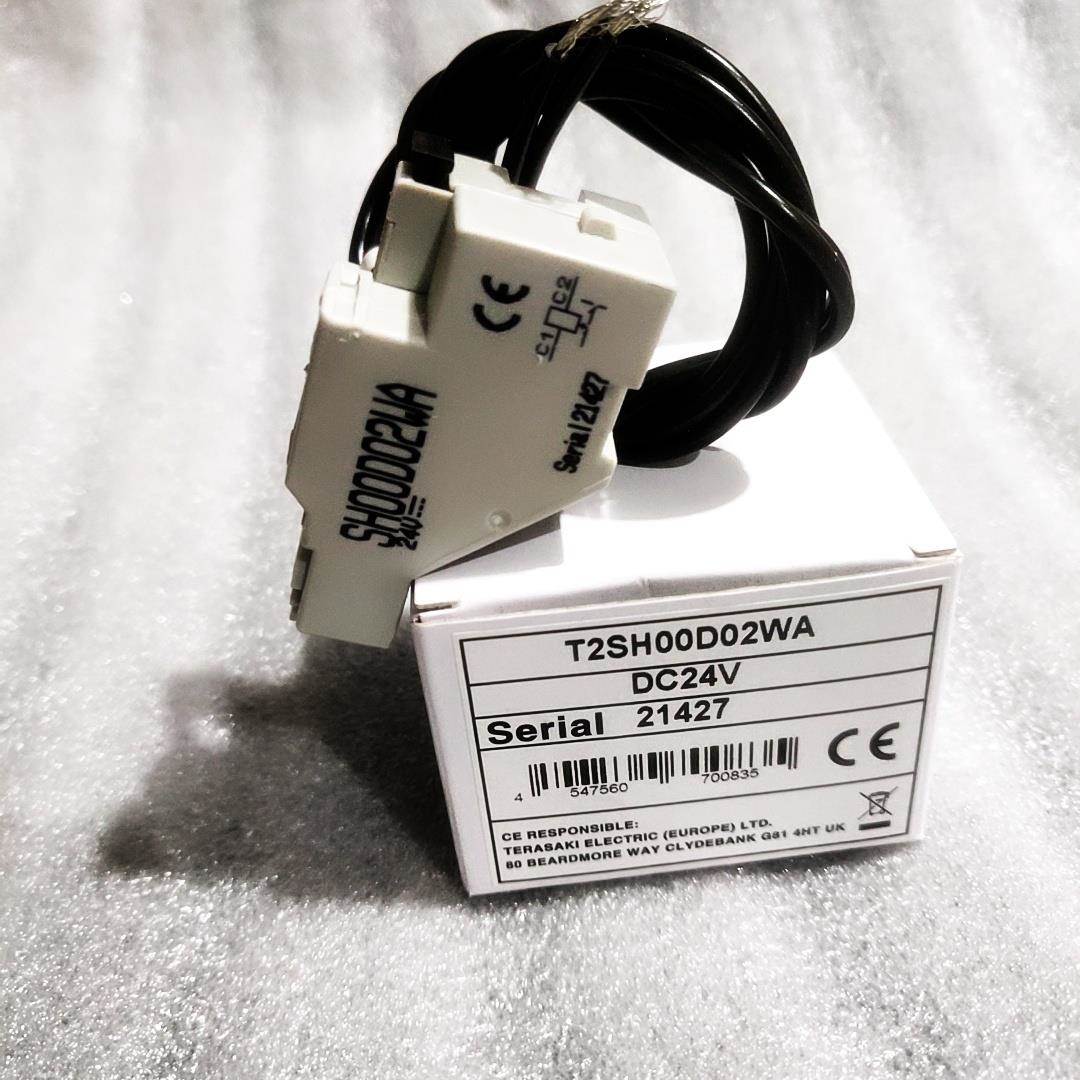 CE
C1 C2
Serial 21427
SH00D02WA
24V
T2SH00D02WA
DC24V
Serial 21427
4 547560 700835
CE
CE RESPONSIBLE:
TERASAKI ELECTRIC (EUROPE) LTD.
80 BEARDMORE WAY CLYDEBANK G81 4HT UK